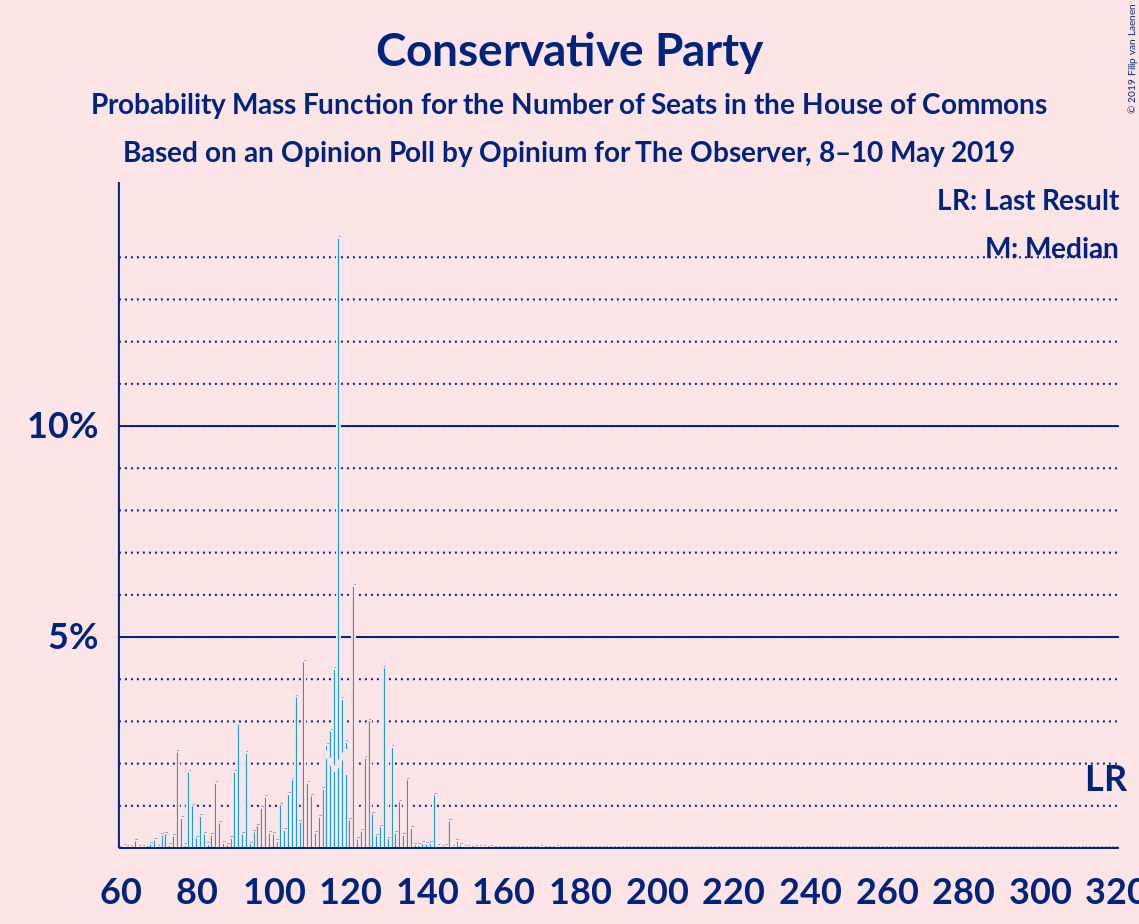 Conservative Party
Probability Mass Function for the Number of Seats in the House of Commons
Based on an Opinion Poll by Opinium for The Observer, 8–10 May 2019
© 2019 Filip van Laenen
LR: Last Result
M: Median
10%
5%
LR
60 80 100 120 140 160 180 200 220 240 260 280 300 320